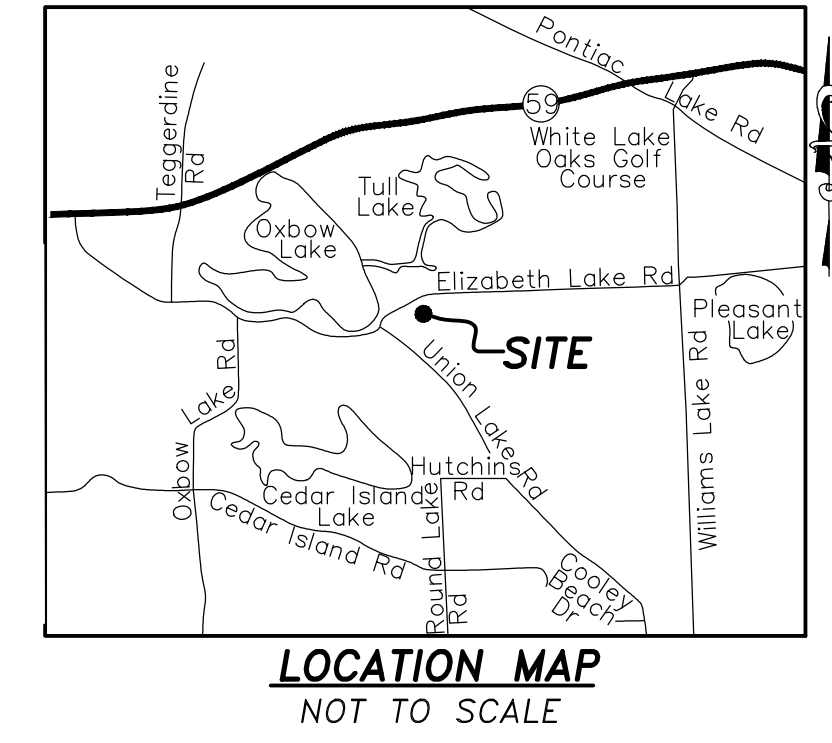 Pontiac
Lake Rd
59
Teggerdine
Rd
White Lake
Oaks Golf
Course
Tull
Lake
Oxbow
Lake
Elizabeth Lake Rd
Pleasant
Lake
SITE
Union Lake Rd
Williams Lake Rd
Oxbow Lake Rd
Hutchins
Rd
Cedar Island
Lake
Cedar Island Rd
Round Lake
Rd
Cooley
Beach
Dr
LOCATION MAP
NOT TO SCALE